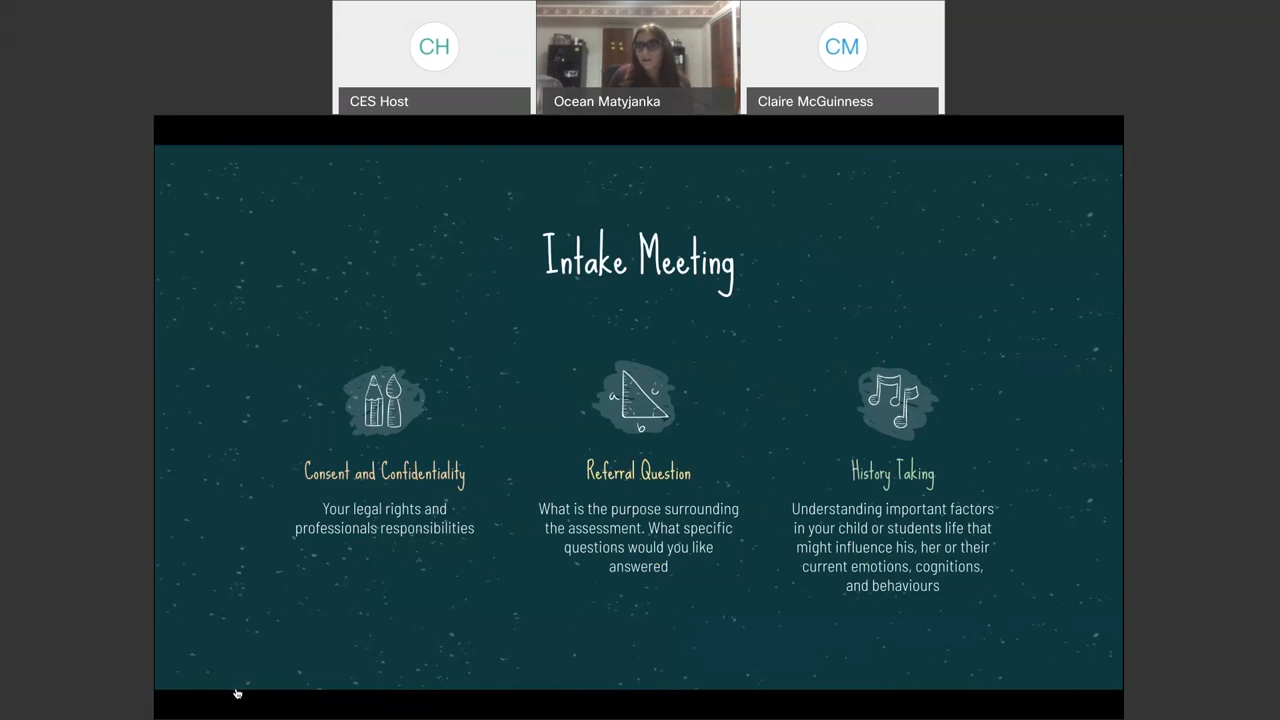 CH
CM
CES Host
Ocean Matyjanka
Claire McGuinness
Intake Meeting
a
c
b
Consent and Confidentiality
Your legal rights and
professionals responsibilities
Referral Question
What is the purpose surrounding
the assessment. What specific
questions would you like
answered
History Taking
Understanding important factors
in your child or students life that
might influence his, her or their
current emotions, cognitions,
and behaviours